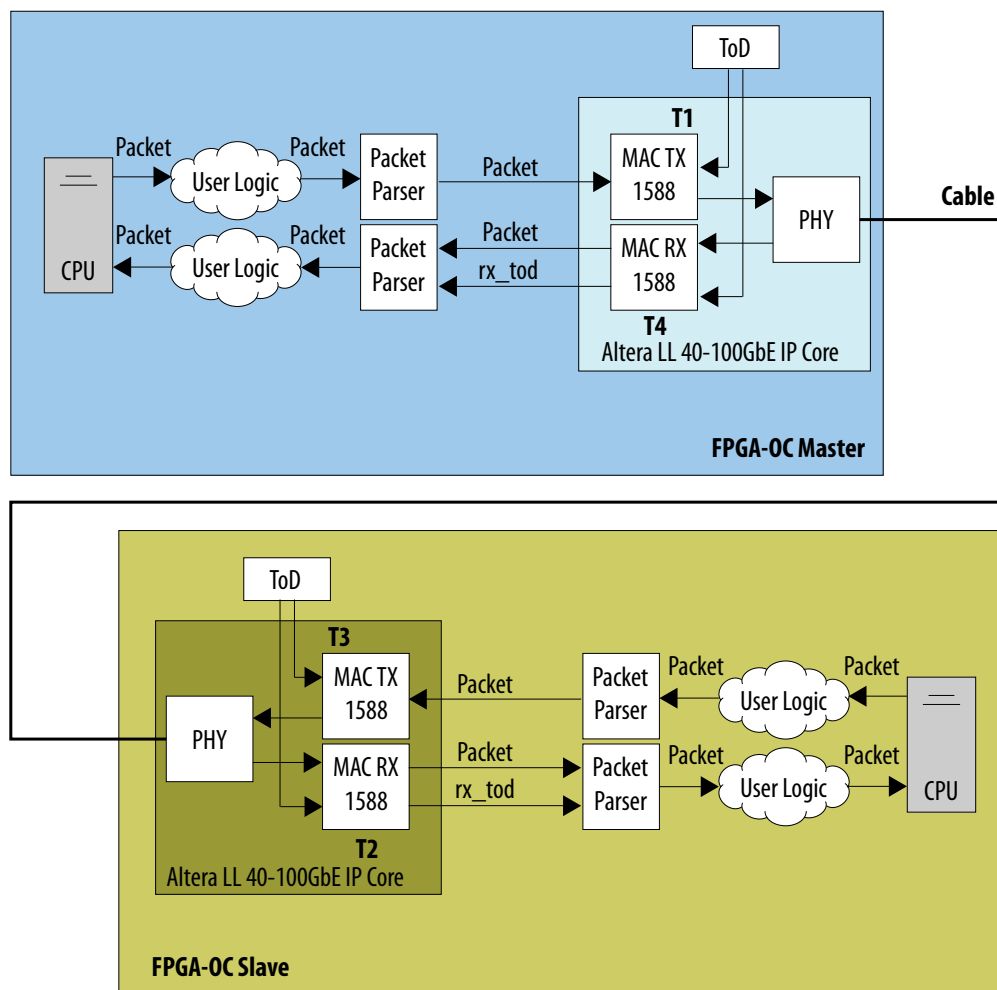 ToD
T1
Packet
Packet
Packet
Parser
Packet
MAC TX
1588
User Logic
Cable
PHY
Packet
Packet
Packet
Parser
Packet
rx_tod
MAC RX
1588
User Logic
CPU
T4
Altera LL 40-100GbE IP Core
FPGA-OC Master
ToD
T3
MAC TX
1588
Packet
Packet
Parser
Packet
User Logic
Packet
PHY
MAC RX
1588
Packet
rx_tod
Packet
Parser
Packet
User Logic
Packet
CPU
T2
Altera LL 40-100GbE IP Core
FPGA-OC Slave